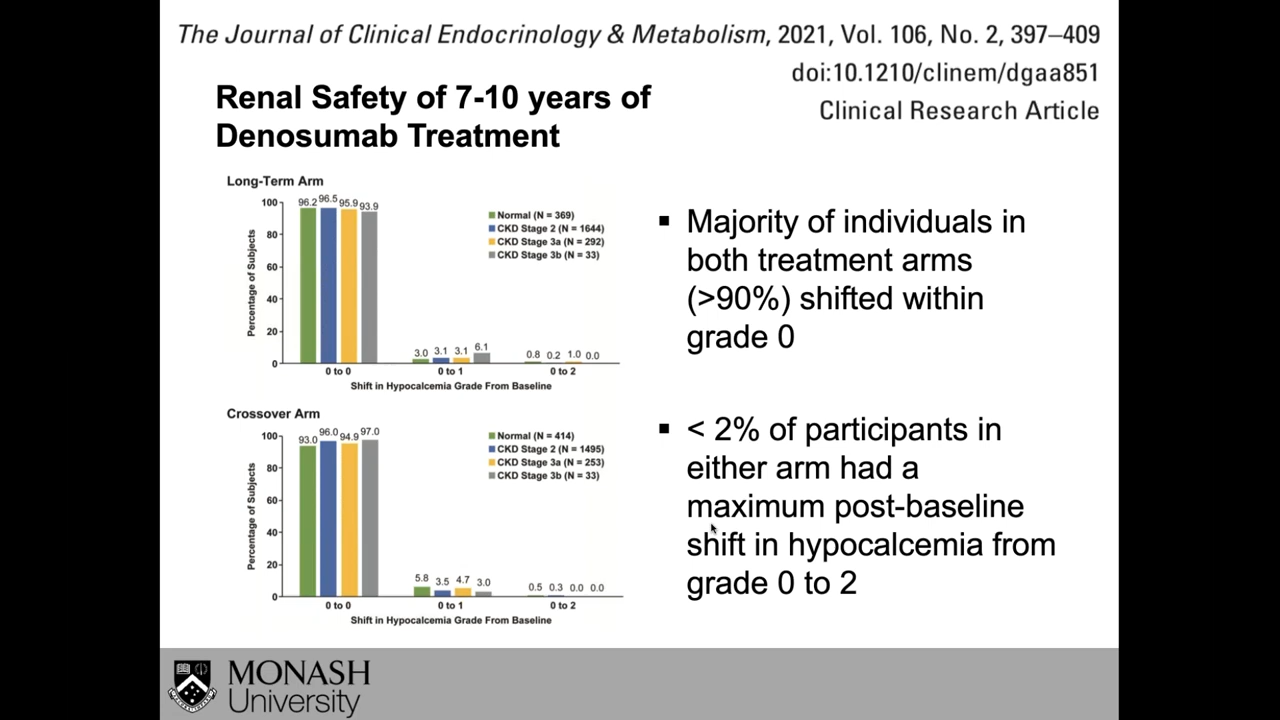 The Journal of Clinical Endocrinology & Metabolism, 2021, Vol. 106, No. 2, 397–409
doi:10.1210/clinem/dgaa851
Clinical Research Article
Renal Safety of 7-10 years of
Denosumab Treatment
Long-Term Arm
100
80
60
40
20
0
Percentage of Subjects
96.2 96.5 95.9 93.9
3.0 3.1 3.1 6.1
0.8 0.2 1.0 0.0
Normal (N = 369)
CKD Stage 2 (N = 1644)
CKD Stage 3a (N = 292)
CKD Stage 3b (N = 33)
0 to 0 0 to 1 0 to 2
Shift in Hypocalcemia Grade From Baseline
Crossover Arm
100
80
60
40
20
0
Percentage of Subjects
93.0 96.0 94.9 97.0
5.8 3.5 4.7 3.0
0.5 0.3 0.0 0.0
Normal (N = 414)
CKD Stage 2 (N = 1495)
CKD Stage 3a (N = 253)
CKD Stage 3b (N = 33)
0 to 0 0 to 1 0 to 2
Shift in Hypocalcemia Grade From Baseline
▪ Majority of individuals in
both treatment arms
(>90%) shifted within
grade 0
▪ < 2% of participants in
either arm had a
maximum post-baseline
shift in hypocalcemia from
grade 0 to 2
MONASH
University